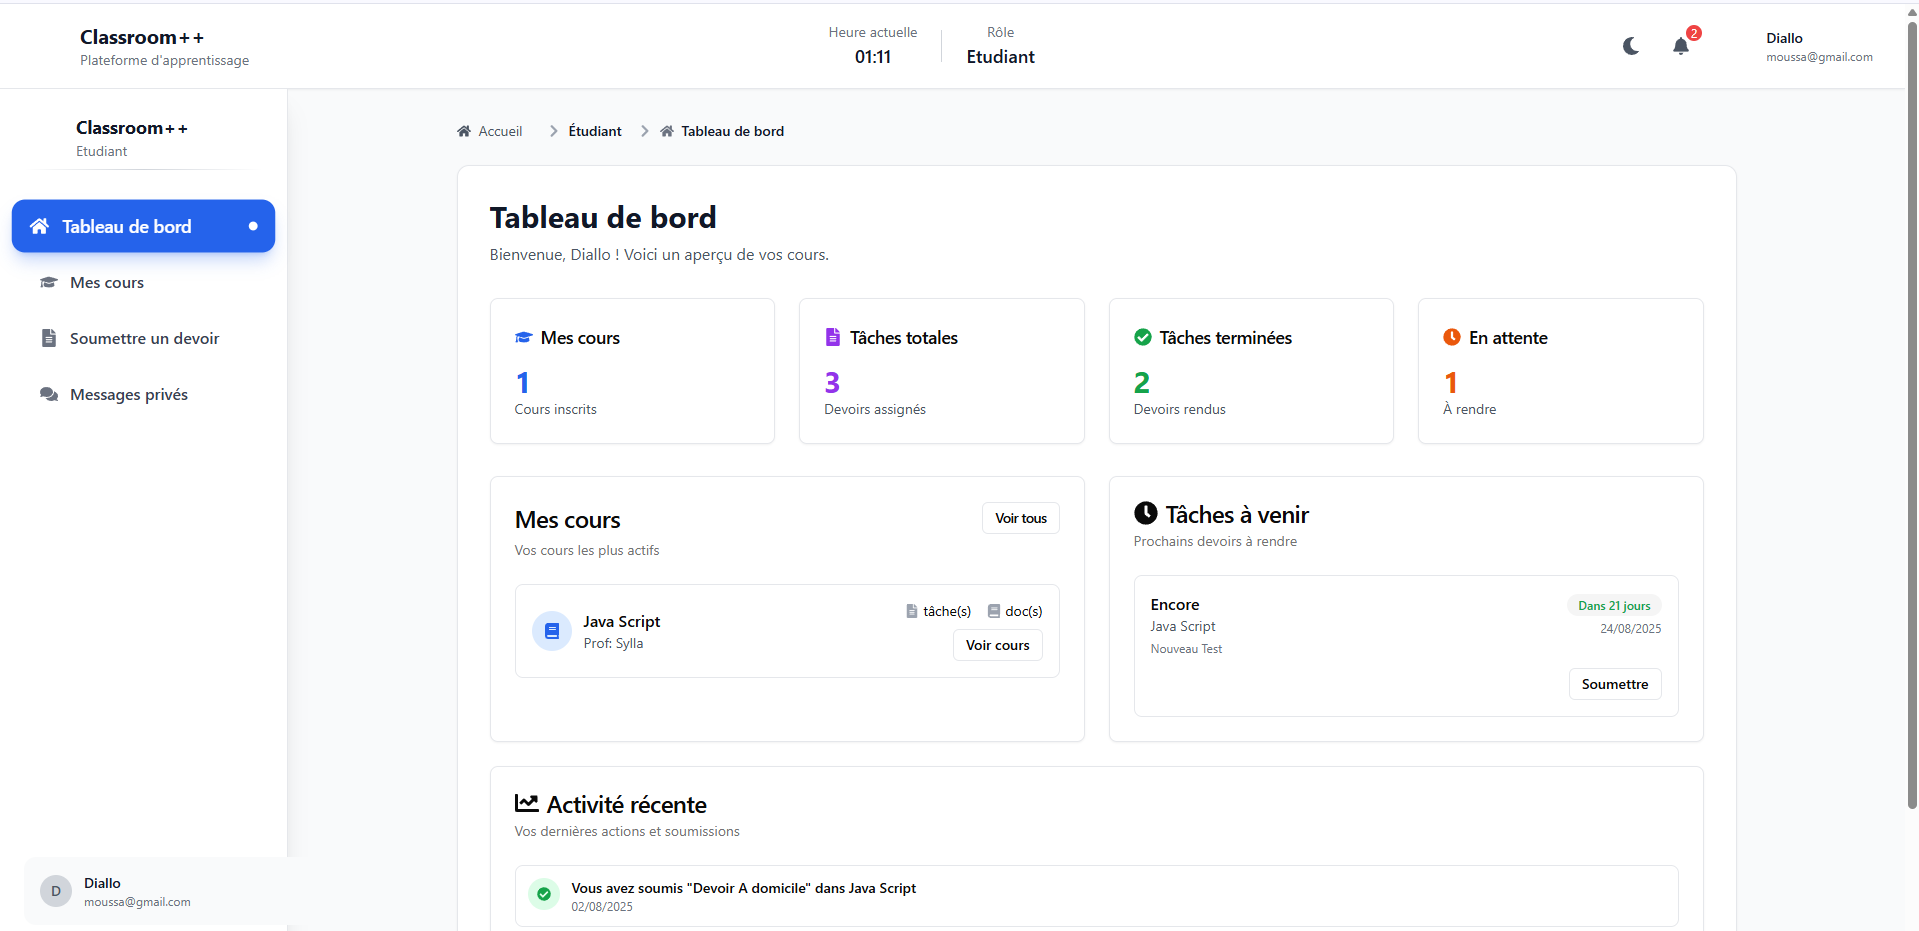 Classroom++
Plateforme d'apprentissage
Heure actuelle
01:11
Rôle
Etudiant
2
Diallo
moussa@gmail.com
Classroom++
Etudiant
Tableau de bord
Mes cours
Soumettre un devoir
Messages privés
Diallo
D
moussa@gmail.com
Accueil > Étudiant > Tableau de bord
Tableau de bord
Bienvenue, Diallo ! Voici un aperçu de vos cours.
Mes cours
1
Cours inscrits
Tâches totales
3
Devoirs assignés
Tâches terminées
2
Devoirs rendus
En attente
1
À rendre
Mes cours
Voir tous
Vos cours les plus actifs
Java Script
Prof: Sylla
tâche(s) doc(s)
Voir cours
Tâches à venir
Prochains devoirs à rendre
Encore
Dans 21 jours
Java Script
24/08/2025
Nouveau Test
Soumettre
Activité récente
Vos dernières actions et soumissions
Vous avez soumis "Devoir A domicile" dans Java Script
02/08/2025